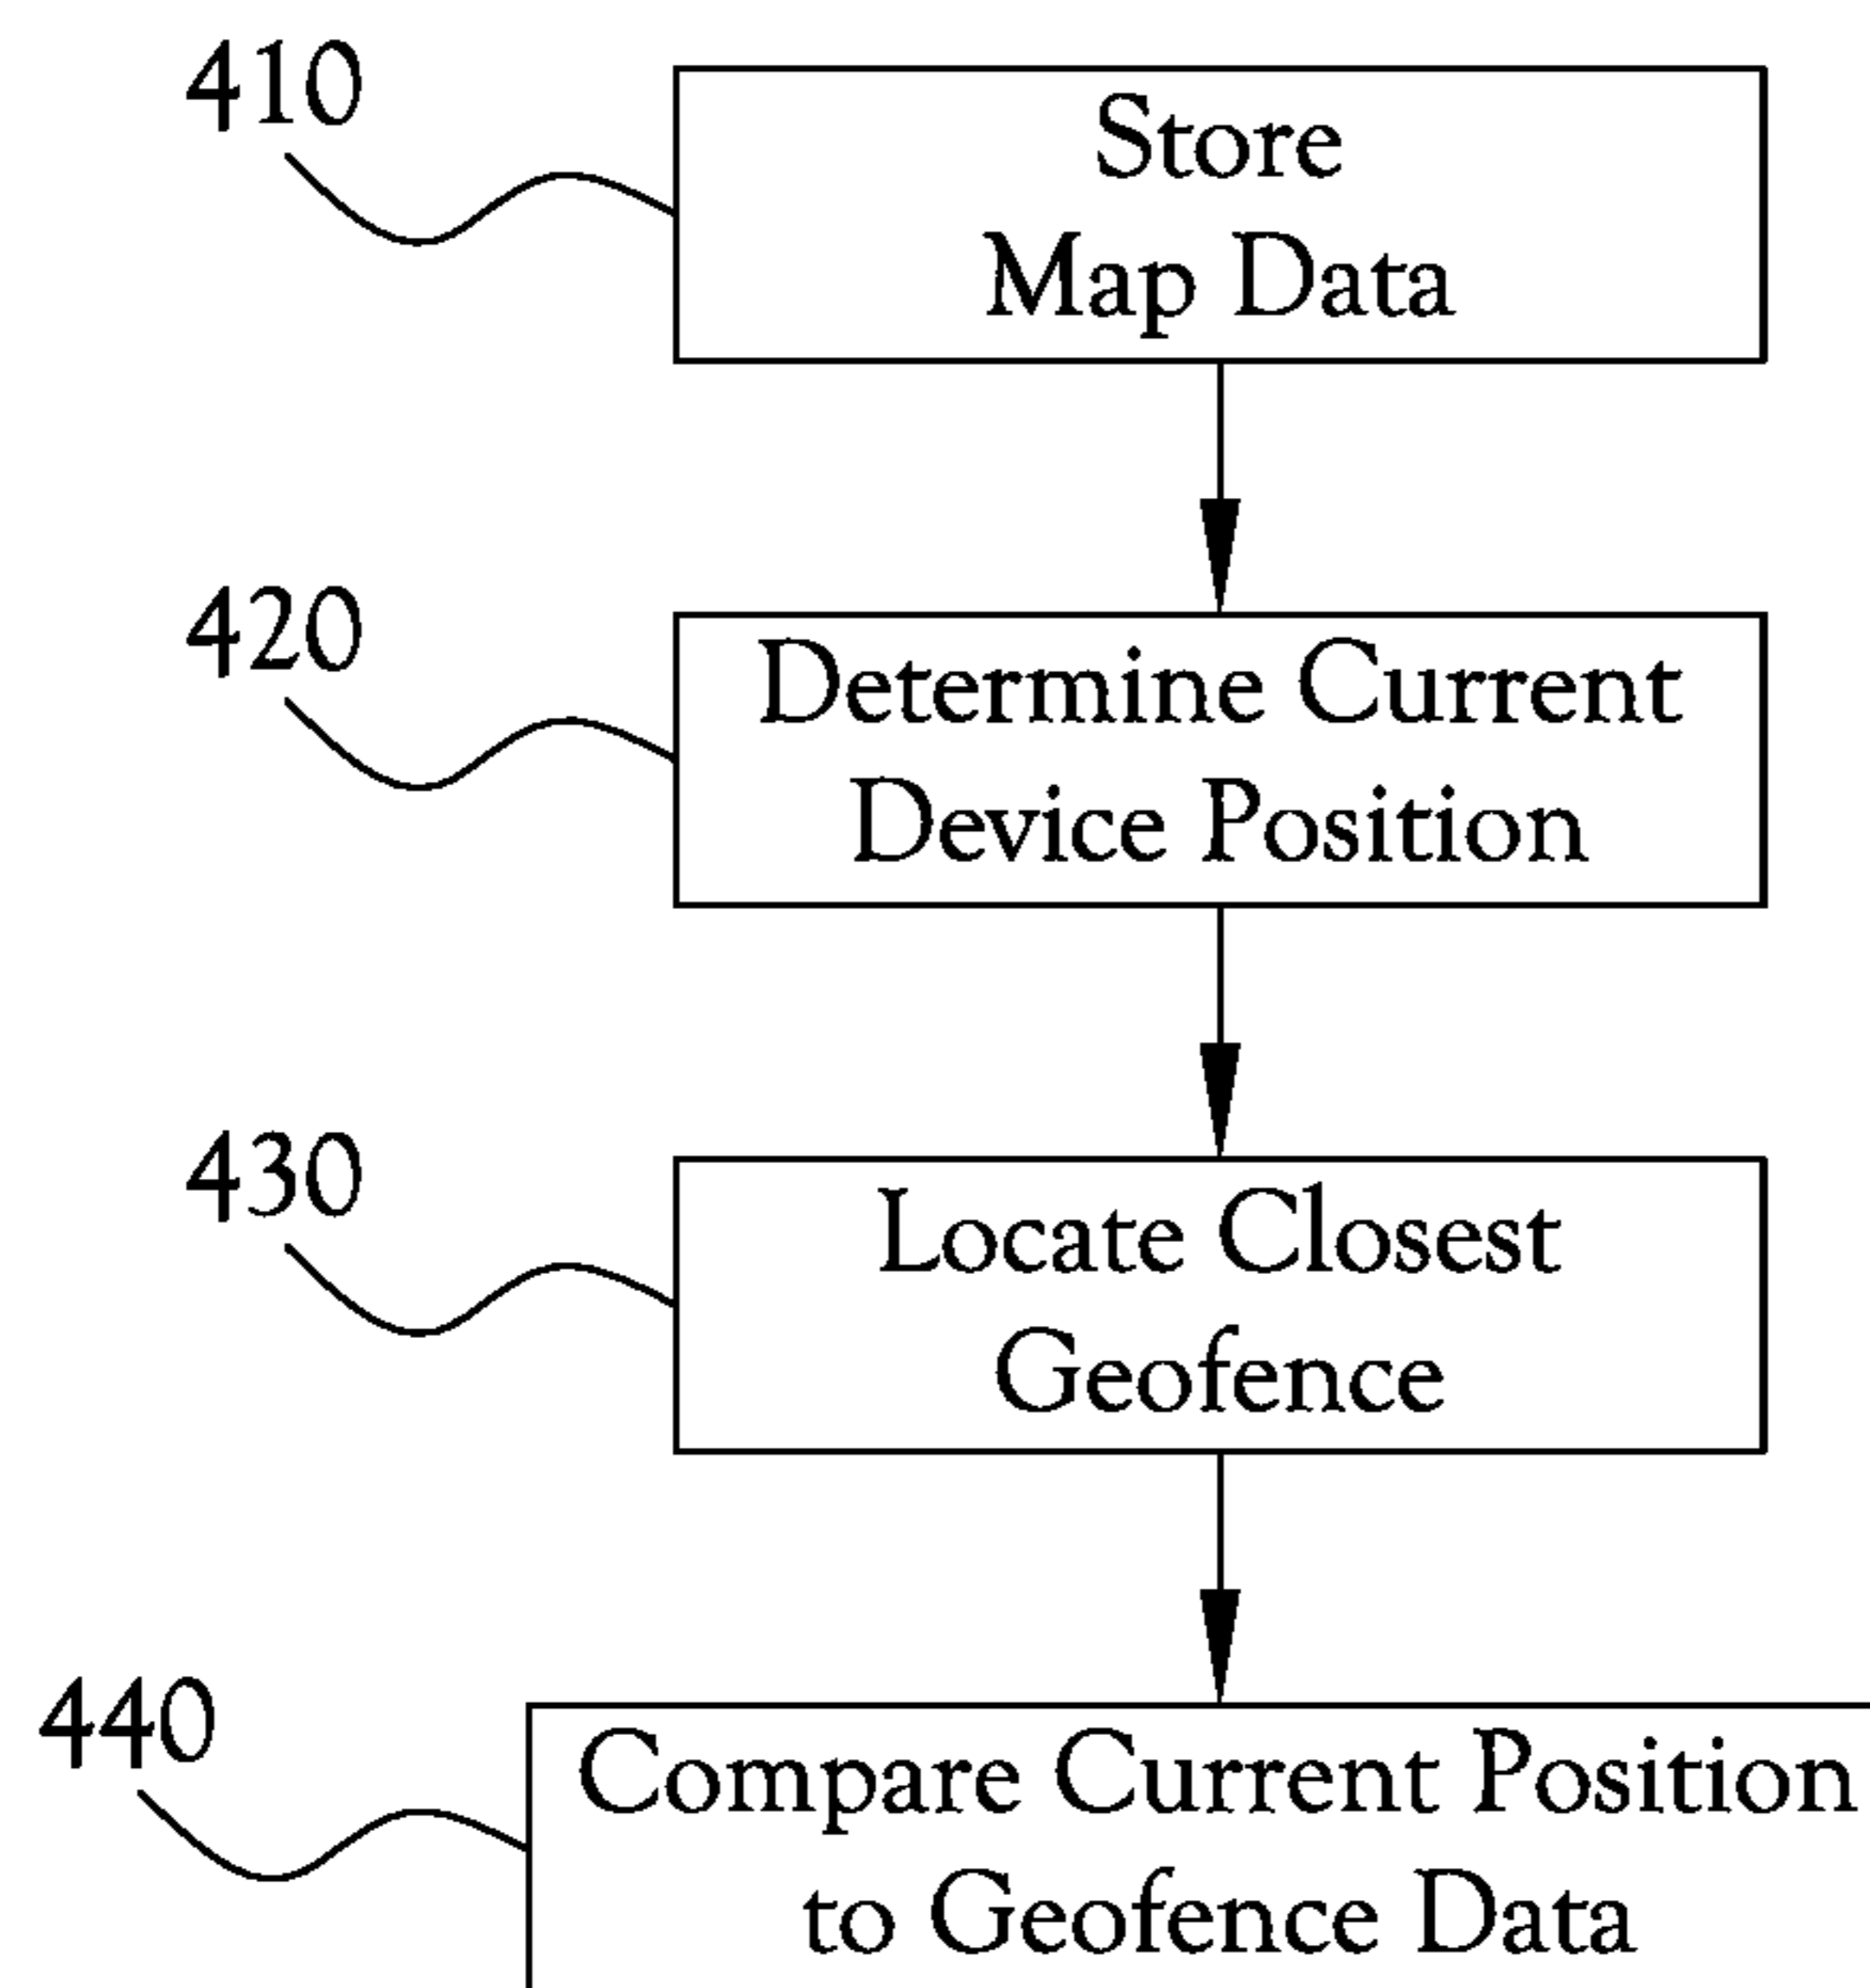 410
Store
Map Data
420
Determine Current
Device Position
430
Locate Closest
Geofence
440
Compare Current Position
to Geofence Data